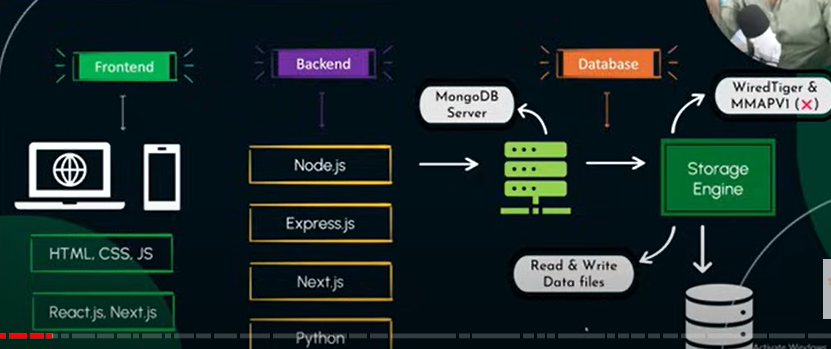 Frontend
Backend
Database
MongoDB
Server
WiredTiger &
MMAPV1 (❌)
Node.js
Express.js
Next.js
Python
Storage
Engine
HTML, CSS, JS
React.js, Next.js
Read & Write
Data files
Activate Windows